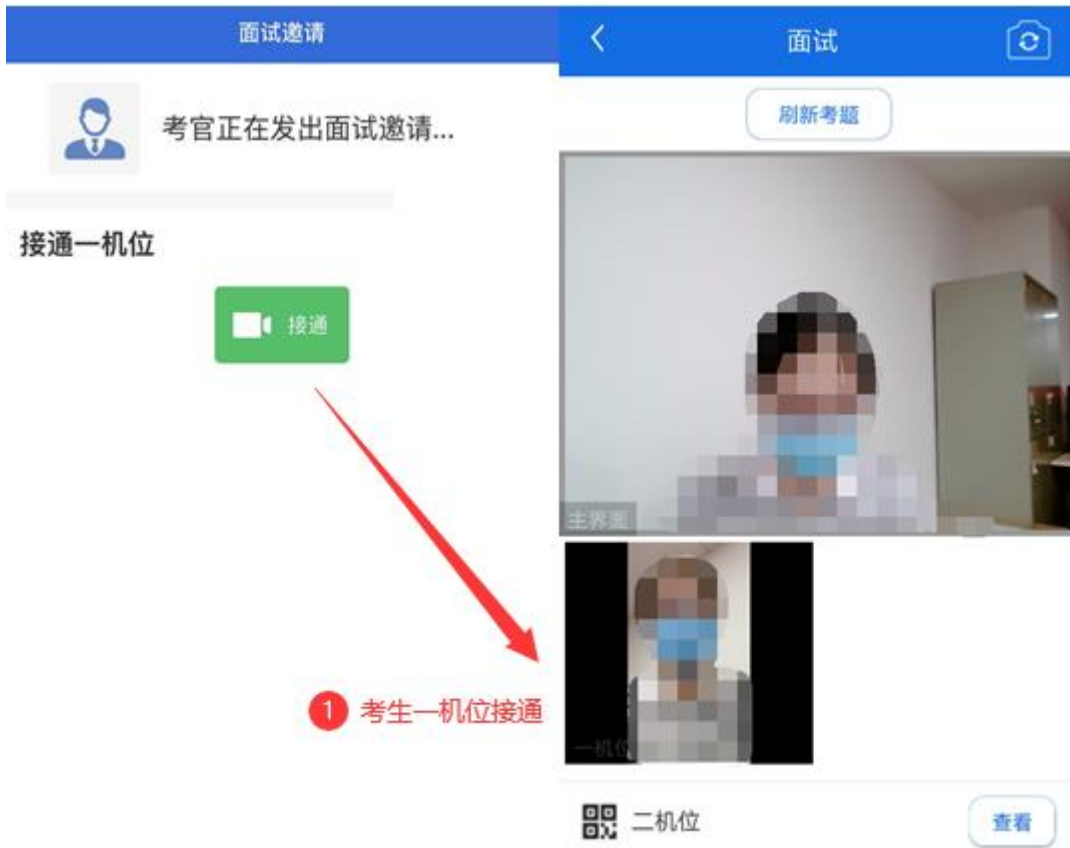 面试邀请
考官正在发出面试邀请...
接通一机位
接通
1 考生一机位接通
面试
刷新考题
主界面
一机位
二机位
查看